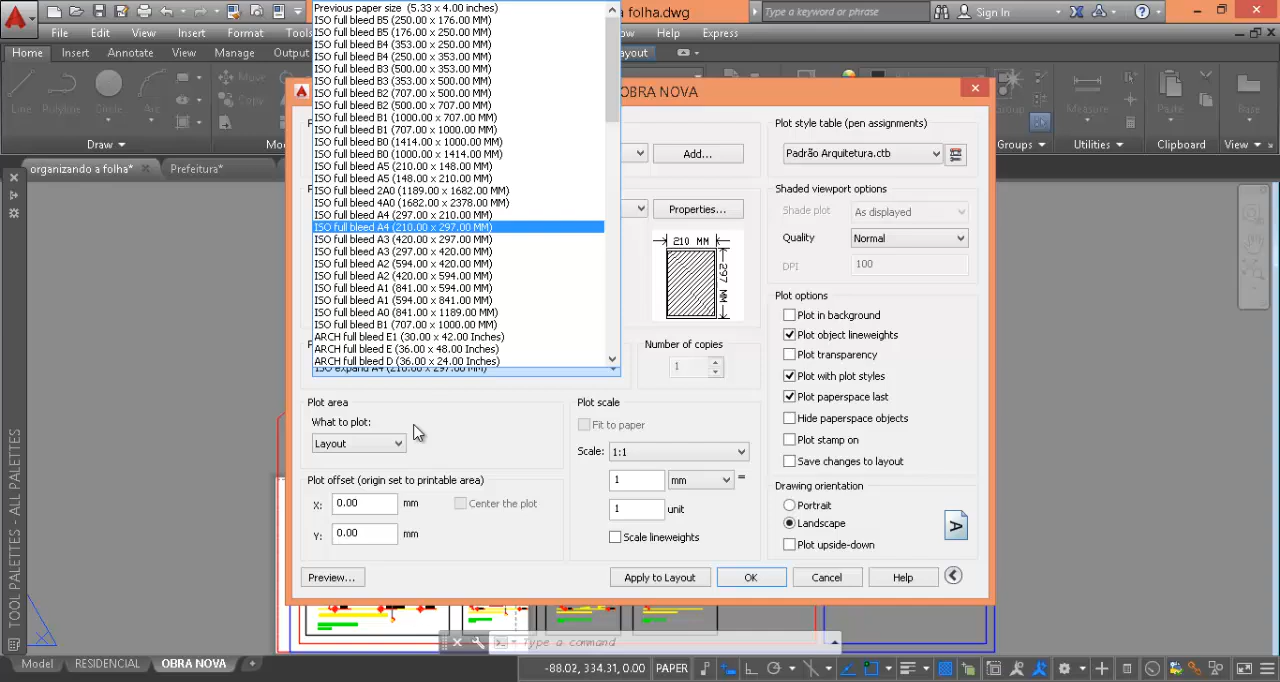 a folha.dwg
Type a keyword or phrase
Sign In
File
Edit
View
Insert
Format
Tools
Help
Express
Home
Insert
Annotate
View
Manage
Output
Line
Polyline
Circle
Arc
Move
Copy
Draw
Groups
Measure
Utilities
Paste
Clipboard
Base
View
organizando a folha*
Prefeitura*
Previous paper size (5.33 x 4.00 inches)
ISO full bleed B5 (250.00 x 176.00 MM)
ISO full bleed B5 (176.00 x 250.00 MM)
ISO full bleed B4 (353.00 x 250.00 MM)
ISO full bleed B4 (250.00 x 353.00 MM)
ISO full bleed B3 (500.00 x 353.00 MM)
ISO full bleed B3 (353.00 x 500.00 MM)
ISO full bleed B2 (707.00 x 500.00 MM)
ISO full bleed B2 (500.00 x 707.00 MM)
ISO full bleed B1 (1000.00 x 707.00 MM)
ISO full bleed B1 (707.00 x 1000.00 MM)
ISO full bleed B0 (1414.00 x 1000.00 MM)
ISO full bleed B0 (1000.00 x 1414.00 MM)
ISO full bleed A5 (210.00 x 148.00 MM)
ISO full bleed A5 (148.00 x 210.00 MM)
ISO full bleed 2A0 (1189.00 x 1682.00 MM)
ISO full bleed 4A0 (1682.00 x 2378.00 MM)
ISO full bleed A4 (297.00 x 210.00 MM)
ISO full bleed A4 (210.00 x 297.00 MM)
ISO full bleed A3 (420.00 x 297.00 MM)
ISO full bleed A3 (297.00 x 420.00 MM)
ISO full bleed A2 (594.00 x 420.00 MM)
ISO full bleed A2 (420.00 x 594.00 MM)
ISO full bleed A1 (841.00 x 594.00 MM)
ISO full bleed A1 (594.00 x 841.00 MM)
ISO full bleed A0 (841.00 x 1189.00 MM)
ISO full bleed B1 (707.00 x 1000.00 MM)
ARCH full bleed E1 (30.00 x 42.00 Inches)
ARCH full bleed E (36.00 x 48.00 Inches)
ARCH full bleed D (36.00 x 24.00 Inches)
ISO expand A4 (210.00 x 297.00 MM)
OBRA NOVA
Add...
Properties...
210 MM
297 MM
Number of copies
1
Plot area
What to plot:
Layout
Plot offset (origin set to printable area)
X:
0.00
mm
Center the plot
Y:
0.00
mm
Plot scale
Fit to paper
Scale:
1:1
1
mm
=
1
unit
Scale lineweights
Plot style table (pen assignments)
Padrão Arquitetura.ctb
Shaded viewport options
Shade plot
As displayed
Quality
Normal
DPI
100
Plot options
Plot in background
Plot object lineweights
Plot transparency
Plot with plot styles
Plot paperspace last
Hide paperspace objects
Plot stamp on
Save changes to layout
Drawing orientation
Portrait
Landscape
Plot upside-down
A
Preview...
Apply to Layout
OK
Cancel
Help
TOOL PALETTES - ALL PALETTES
Type a command
Model
RESIDENCIAL
OBRA NOVA
-88.02, 334.31, 0.00
PAPER